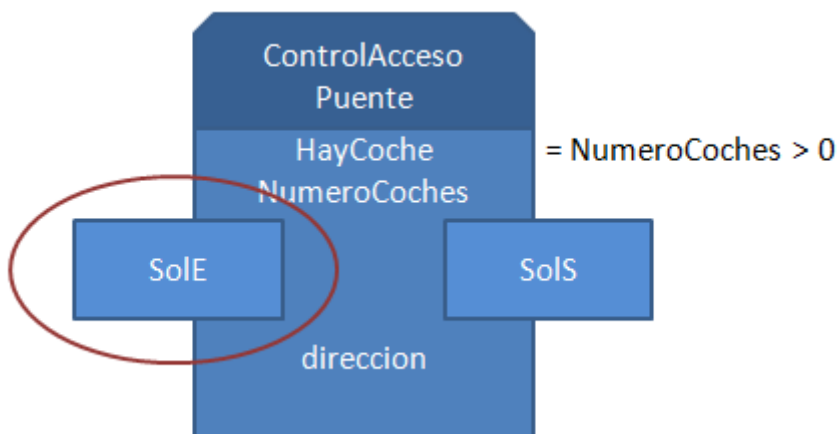 ControlAcceso
Puente
HayCoche
= NumeroCoches > 0
NumeroCoches
SolE
SolS
direccion